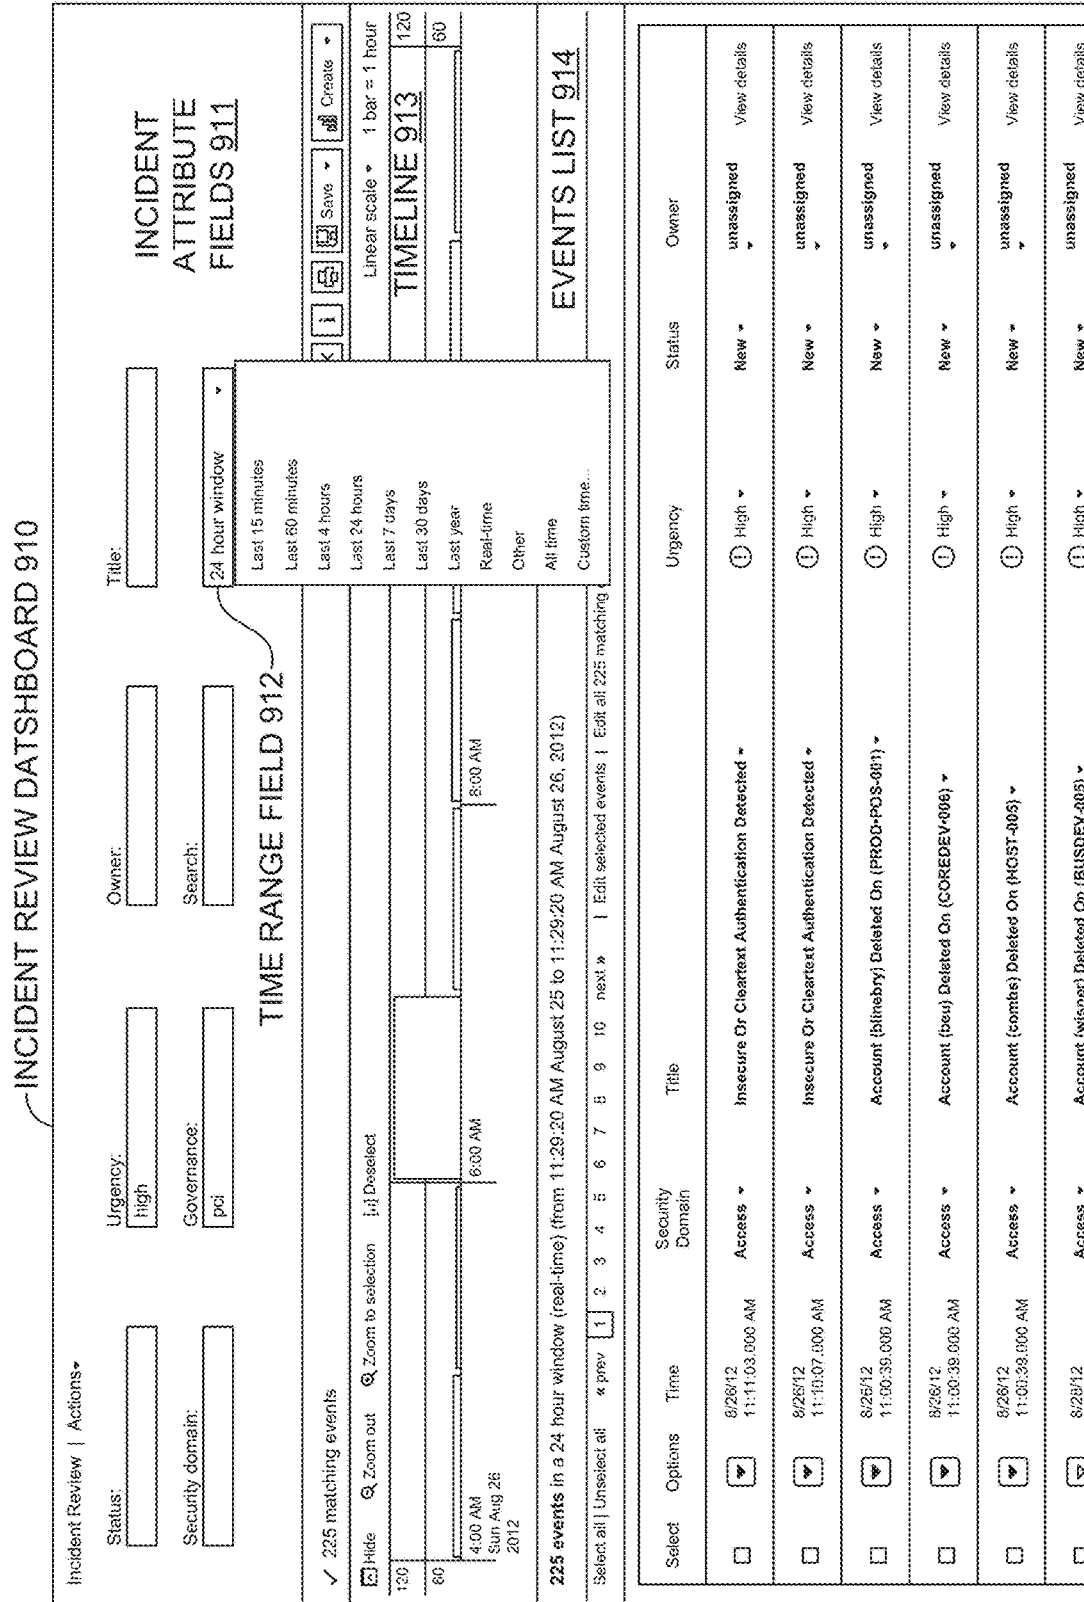 INCIDENT REVIEW DATSHBOARD 910
Incident Review | Actions
INCIDENT
ATTRIBUTE
FIELDS 911
Status: Urgency: Owner: Title:
high
Security domain: Governance: Search:
pci 24 hour window
TIME RANGE FIELD 912
Last 15 minutes
Last 60 minutes
Last 4 hours
Last 24 hours
Last 7 days
Last 30 days
Last year
Real-time
Other
All time
Custom time...
✓ 225 matching events i Save Create
Hide Zoom out Zoom to selection Deselect Linear scale 1 bar = 1 hour
TIMELINE 913
120 120
60 60
4:00 AM 6:00 AM 8:00 AM
Sun Aug 26
2012
225 events in a 24 hour window (real-time) (from 11:29:20 AM August 25 to 11:29:20 AM August 26, 2012)
EVENTS LIST 914
Select all | Unselect all « prev 1 2 3 4 5 6 7 8 9 10 next » | Edit selected events | Edit all 225 matching
Select Options Time Security Domain Title Urgency Status Owner
8/26/12 11:11:03.000 AM Access Insecure Or Cleartext Authentication Detected High New unassigned View details
8/26/12 11:10:07.000 AM Access Insecure Or Cleartext Authentication Detected High New unassigned View details
8/26/12 11:00:39.000 AM Access Account (blinebry) Deleted On (PROD-POS-001) High New unassigned View details
8/26/12 11:00:39.000 AM Access Account (beu) Deleted On (COREDEV-006) High New unassigned View details
8/26/12 11:00:39.000 AM Access Account (combs) Deleted On (HOST-005) High New unassigned View details
8/26/12 Access Account (wisner) Deleted On (BUSDEV-005) High New unassigned View details